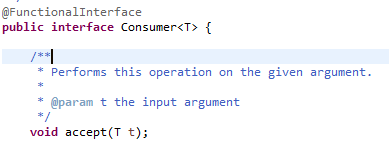 @FunctionalInterface
public interface Consumer<T> {
/**
* Performs this operation on the given argument.
*
* @param t the input argument
*/
void accept(T t);